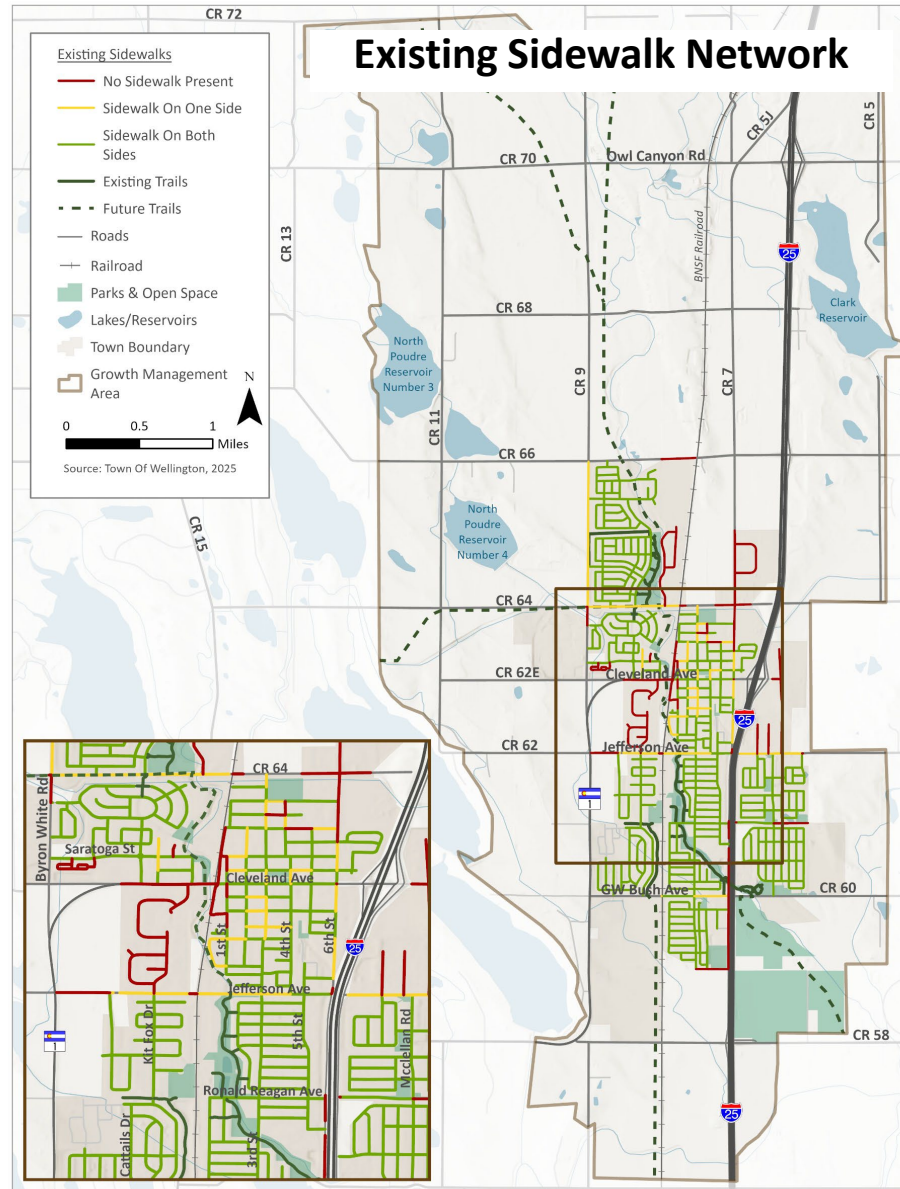 Existing Sidewalk Network
Existing Sidewalks
No Sidewalk Present
Sidewalk On One Side
Sidewalk On Both
Sides
Existing Trails
Future Trails
Roads
Railroad
Parks & Open Space
Lakes/Reservoirs
Town Boundary
Growth Management
Area
N
0 0.5 1
Miles
Source: Town Of Wellington, 2025
CR 72
CR 5J
CR 5
CR 70
Owl Canyon Rd
CR 13
BNSF Railroad
25
Clark
Reservoir
CR 68
North
Poudre
Reservoir
Number 3
CR 9
CR 7
CR 11
CR 66
CR 15
North
Poudre
Reservoir
Number 4
CR 64
CR 62E
Cleveland Ave
25
CR 62
Jefferson Ave
1
GW Bush Ave
CR 60
CR 58
25
CR 64
Byron White Rd
Saratoga St
Cleveland Ave
1st St
4th St
6th St
25
Jefferson Ave
Kit Fox Dr
5th St
1
Mcclellan Rd
Ronald Reagan Ave
Cattails Dr
3rd St